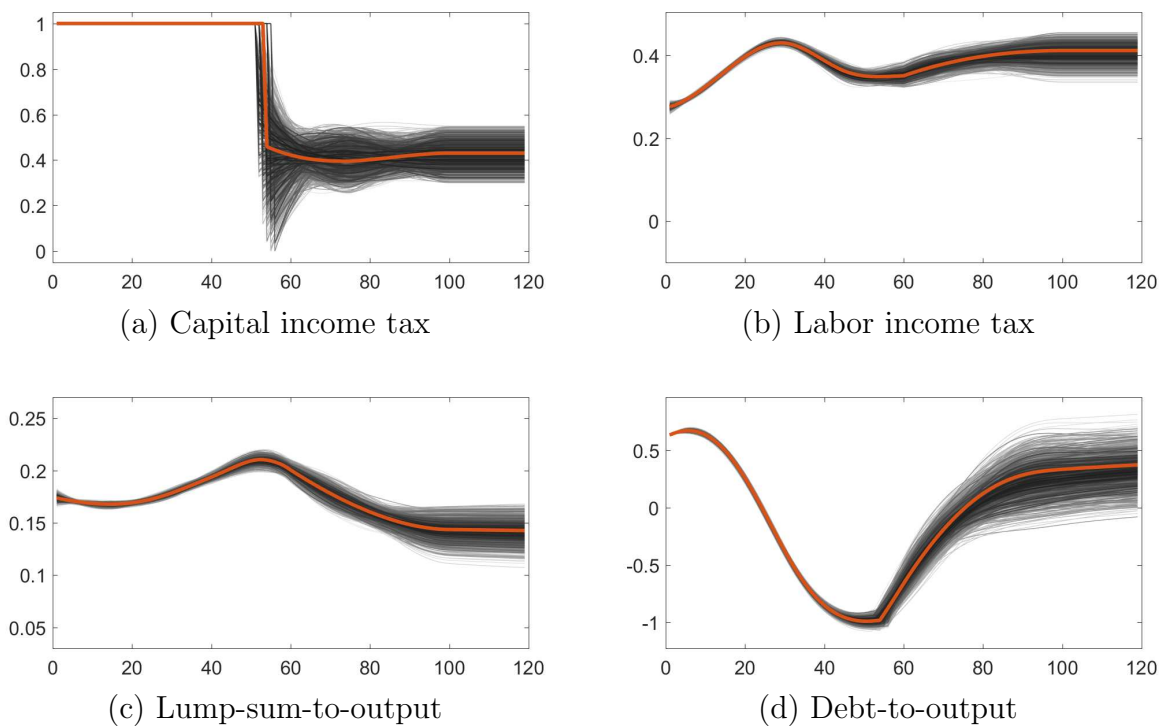 1
0.8
0.6
0.4
0.2
0
0 20 40 60 80 100 120
(a) Capital income tax
0.4
0.2
0
0 20 40 60 80 100 120
(b) Labor income tax
0.25
0.2
0.15
0.1
0.05
0 20 40 60 80 100 120
(c) Lump-sum-to-output
0.5
0
-0.5
-1
0 20 40 60 80 100 120
(d) Debt-to-output